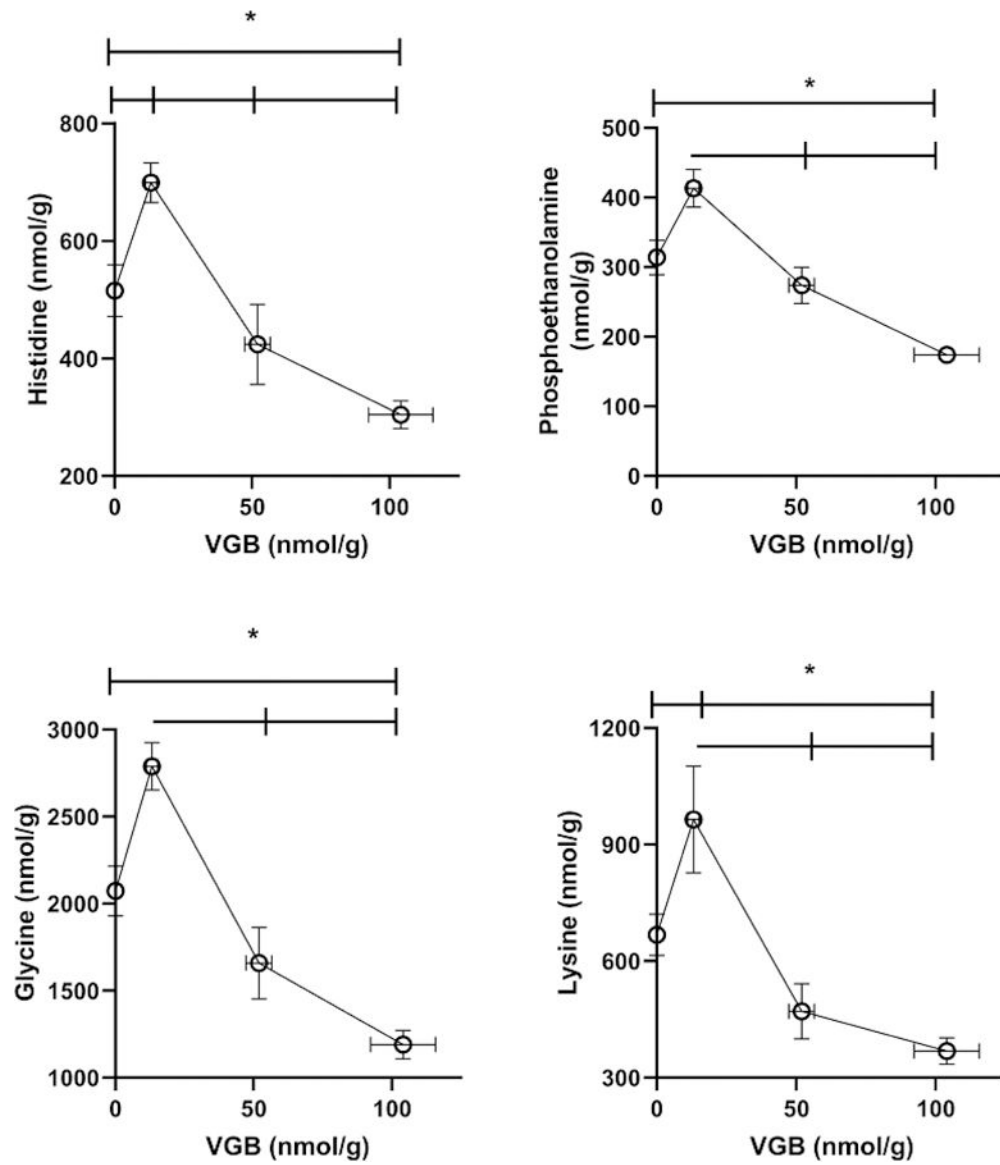 *
800
600
400
200
Histidine (nmol/g)
0 50 100
VGB (nmol/g)
*
500
400
300
200
100
0
Phosphoethanolamine
(nmol/g)
0 50 100
VGB (nmol/g)
*
3000
2500
2000
1500
1000
Glycine (nmol/g)
0 50 100
VGB (nmol/g)
*
1200
900
600
300
Lysine (nmol/g)
0 50 100
VGB (nmol/g)